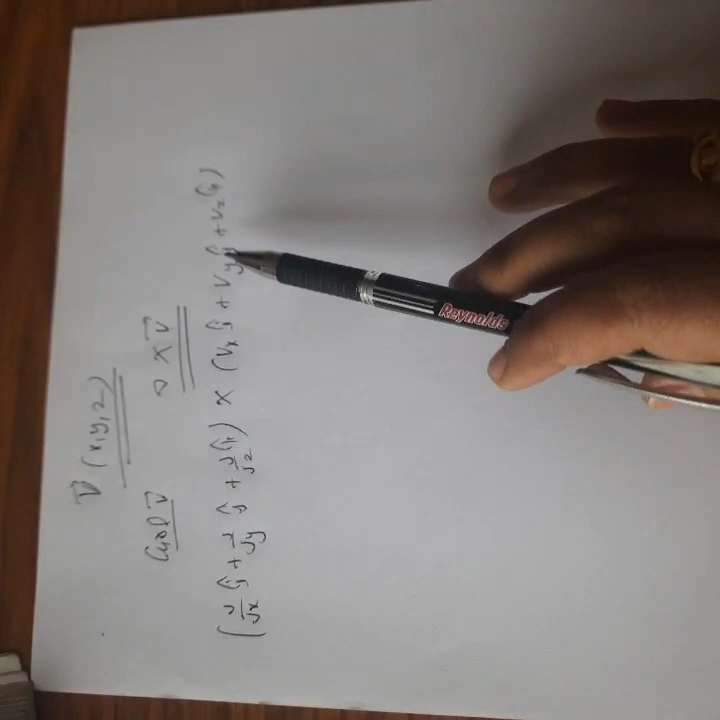 V⃗ (x,y,z)
Curl V⃗ ∇ × V⃗
(∂/∂x î + ∂/∂y ĵ + ∂/∂z k̂) × (Vx î + Vy ĵ + Vz k̂)
Reynolds